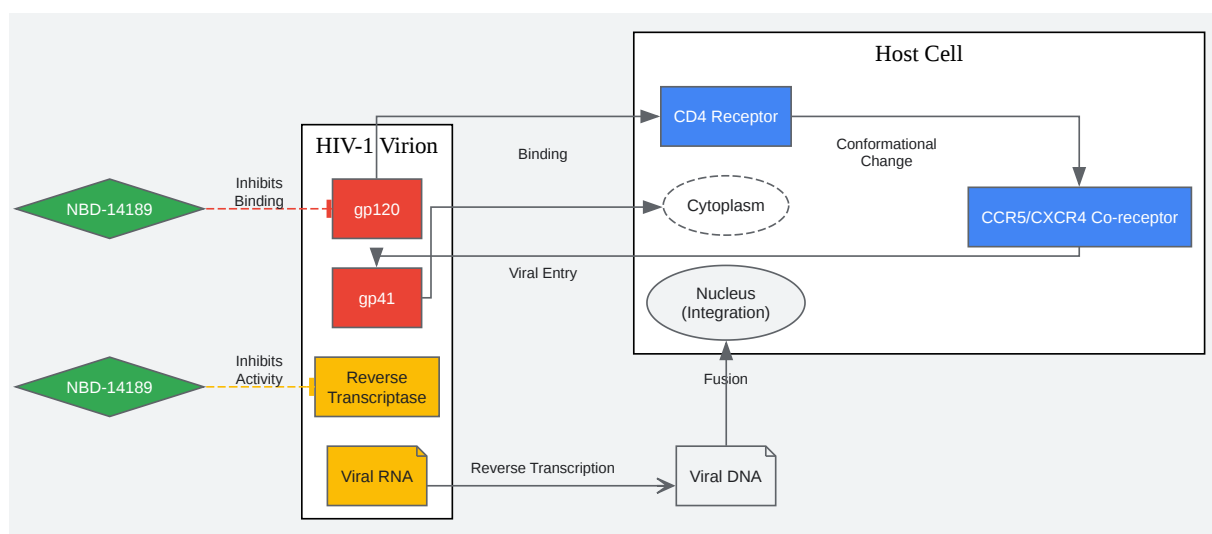 Host Cell
CD4 Receptor
Conformational
Change
Binding
HIV-1 Virion
Inhibits
Binding
NBD-14189
gp120
Cytoplasm
CCR5/CXCR4 Co-receptor
Viral Entry
gp41
Nucleus
(Integration)
Inhibits
Activity
NBD-14189
Reverse
Transcriptase
Fusion
Viral RNA
Reverse Transcription
Viral DNA